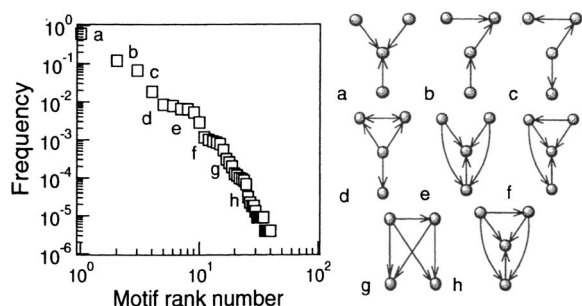 10⁰
10⁻¹
10⁻²
10⁻³
10⁻⁴
10⁻⁵
10⁻⁶
Frequency
a
b
c
d
e
f
g
h
10⁰ 10¹ 10²
Motif rank number
a b c
d e f
g h